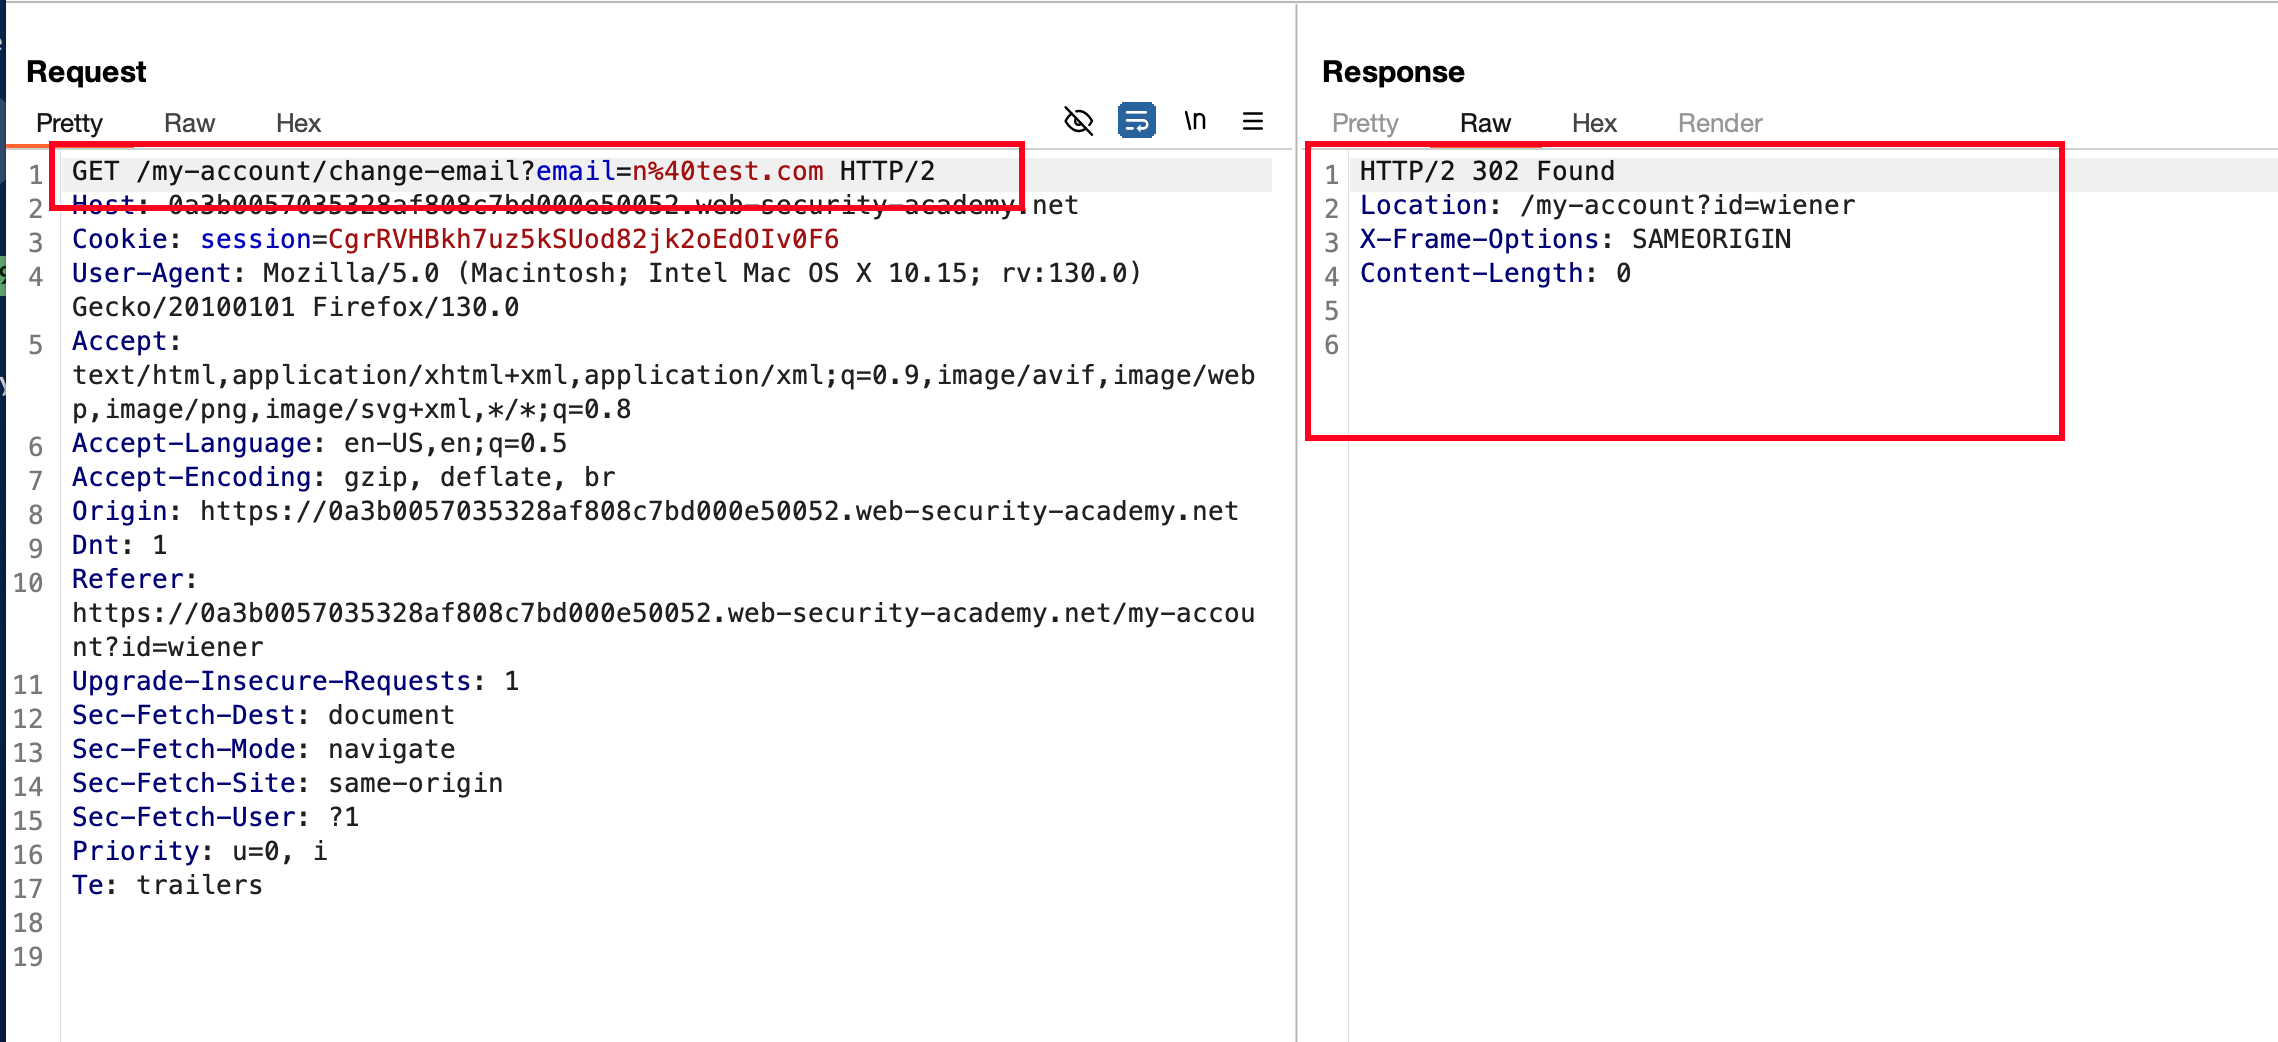 Request
Pretty Raw Hex \n
1 GET /my-account/change-email?email=n%40test.com HTTP/2
2 Host: 0a3b0057035328af808c7bd000e50052.web-security-academy.net
3 Cookie: session=CgrRVHBkh7uz5kSUod82jk2oEdOIv0F6
4 User-Agent: Mozilla/5.0 (Macintosh; Intel Mac OS X 10.15; rv:130.0)
Gecko/20100101 Firefox/130.0
5 Accept:
text/html,application/xhtml+xml,application/xml;q=0.9,image/avif,image/web
p,image/png,image/svg+xml,*/*;q=0.8
6 Accept-Language: en-US,en;q=0.5
7 Accept-Encoding: gzip, deflate, br
8 Origin: https://0a3b0057035328af808c7bd000e50052.web-security-academy.net
9 Dnt: 1
10 Referer:
https://0a3b0057035328af808c7bd000e50052.web-security-academy.net/my-accou
nt?id=wiener
11 Upgrade-Insecure-Requests: 1
12 Sec-Fetch-Dest: document
13 Sec-Fetch-Mode: navigate
14 Sec-Fetch-Site: same-origin
15 Sec-Fetch-User: ?1
16 Priority: u=0, i
17 Te: trailers
18
19
Response
Pretty Raw Hex Render
1 HTTP/2 302 Found
2 Location: /my-account?id=wiener
3 X-Frame-Options: SAMEORIGIN
4 Content-Length: 0
5
6